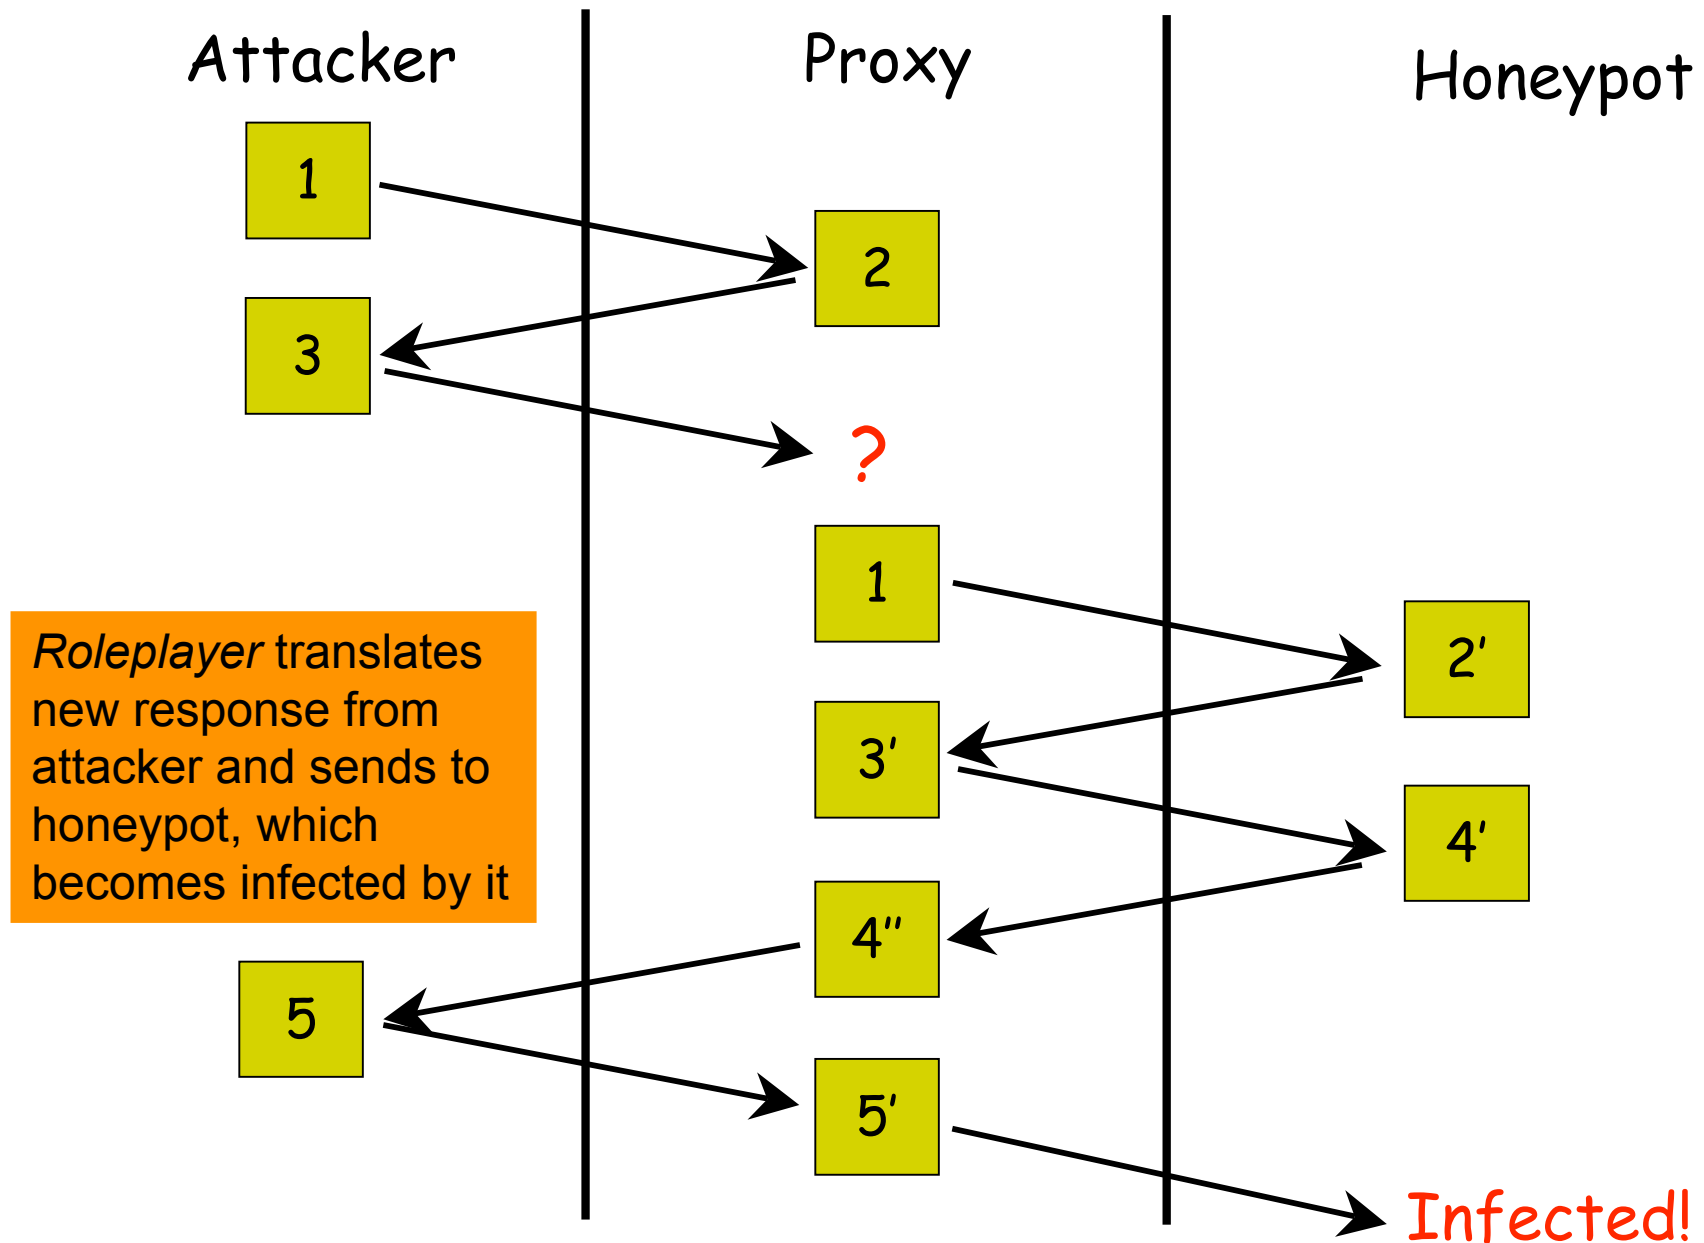 Attacker
Proxy
Honeypot
1
2
3
?
1
2'
3'
4'
Roleplayer translates
new response from
attacker and sends to
honeypot, which
becomes infected by it
4"
5
5'
Infected!